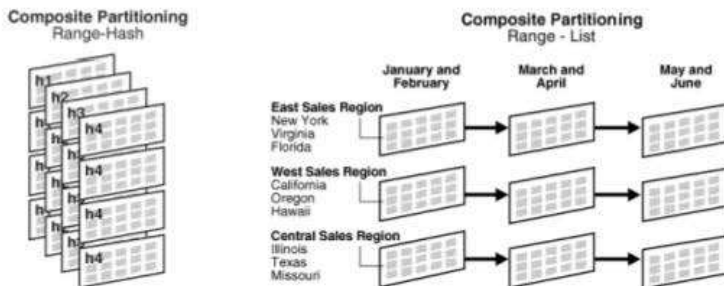 Composite Partitioning
Range-Hash
h1
h2
h3
h4
h4
h4
h4
Composite Partitioning
Range - List
January and
February
March and
April
May and
June
East Sales Region
New York
Virginia
Florida
West Sales Region
California
Oregon
Hawaii
Central Sales Region
Illinois
Texas
Missouri